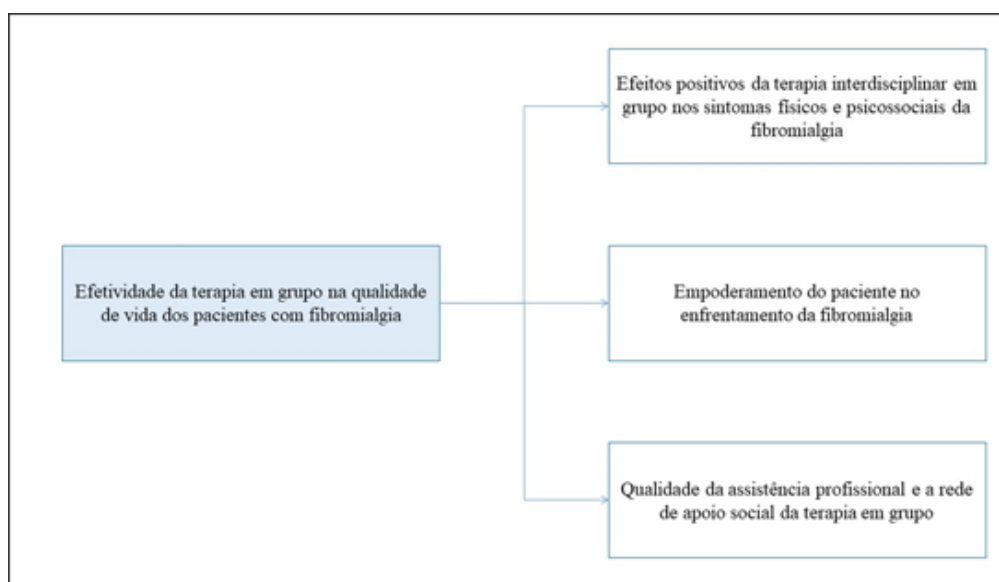 Efeitos positivos da terapia interdisciplinar em
grupo nos sintomas físicos e psicossociais da
fibromialgia
Efetividade da terapia em grupo na qualidade
de vida dos pacientes com fibromialgia
Empoderamento do paciente no
enfrentamento da fibromialgia
Qualidade da assistência profissional e a rede
de apoio social da terapia em grupo